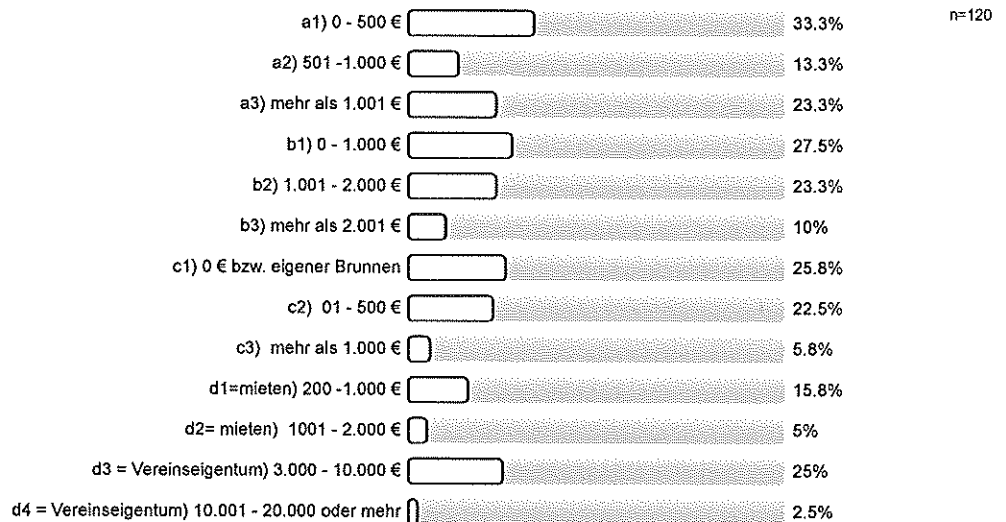 a1) 0 - 500 € 33.3% n=120
a2) 501 -1.000 € 13.3%
a3) mehr als 1.001 € 23.3%
b1) 0 - 1.000 € 27.5%
b2) 1.001 - 2.000 € 23.3%
b3) mehr als 2.001 € 10%
c1) 0 € bzw. eigener Brunnen 25.8%
c2) 01 - 500 € 22.5%
c3) mehr als 1.000 € 5.8%
d1=mieten) 200 -1.000 € 15.8%
d2= mieten) 1001 - 2.000 € 5%
d3 = Vereinseigentum) 3.000 - 10.000 € 25%
d4 = Vereinseigentum) 10.001 - 20.000 oder mehr 2.5%